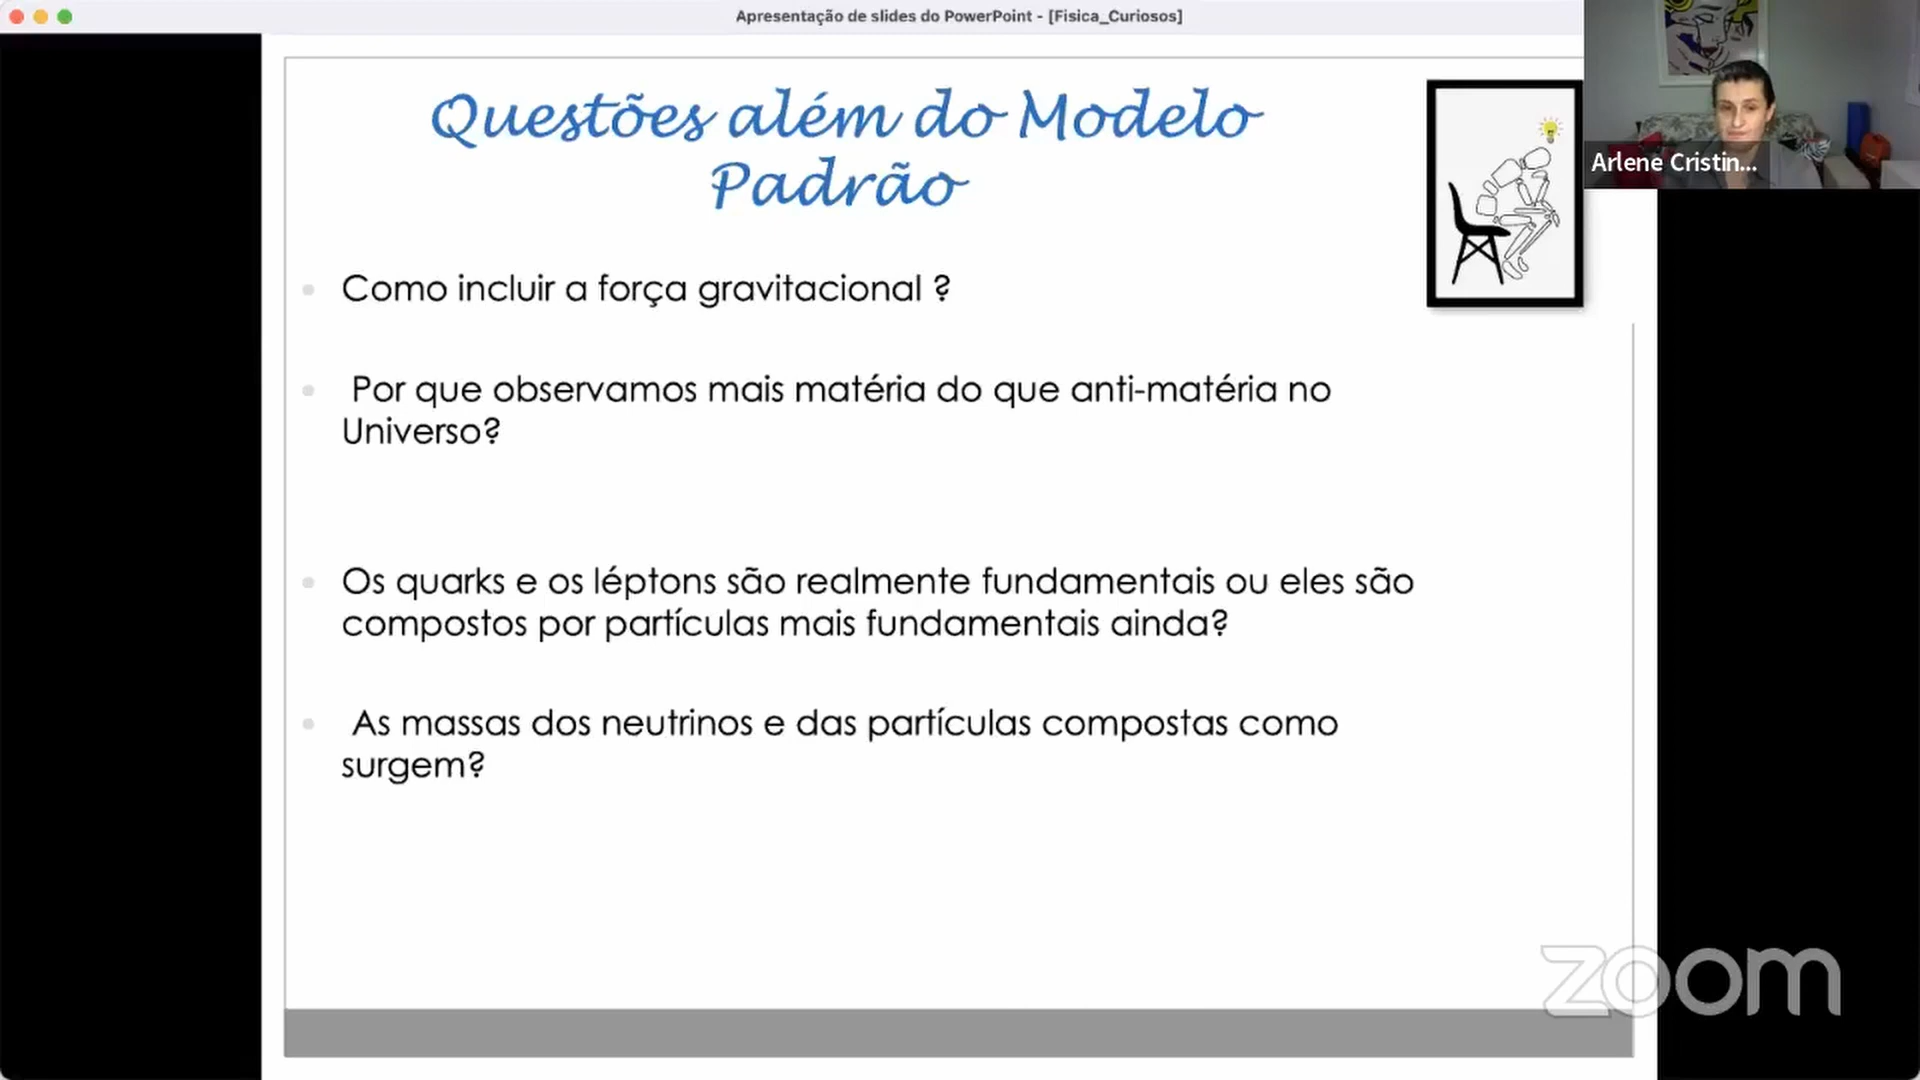 Apresentação de slides do PowerPoint - [Fisica_Curiosos]
Questões além do Modelo
Padrão
Arlene Cristin...
Como incluir a força gravitacional ?
Por que observamos mais matéria do que anti-matéria no
Universo?
Os quarks e os léptons são realmente fundamentais ou eles são
compostos por partículas mais fundamentais ainda?
As massas dos neutrinos e das partículas compostas como
surgem?
zoom